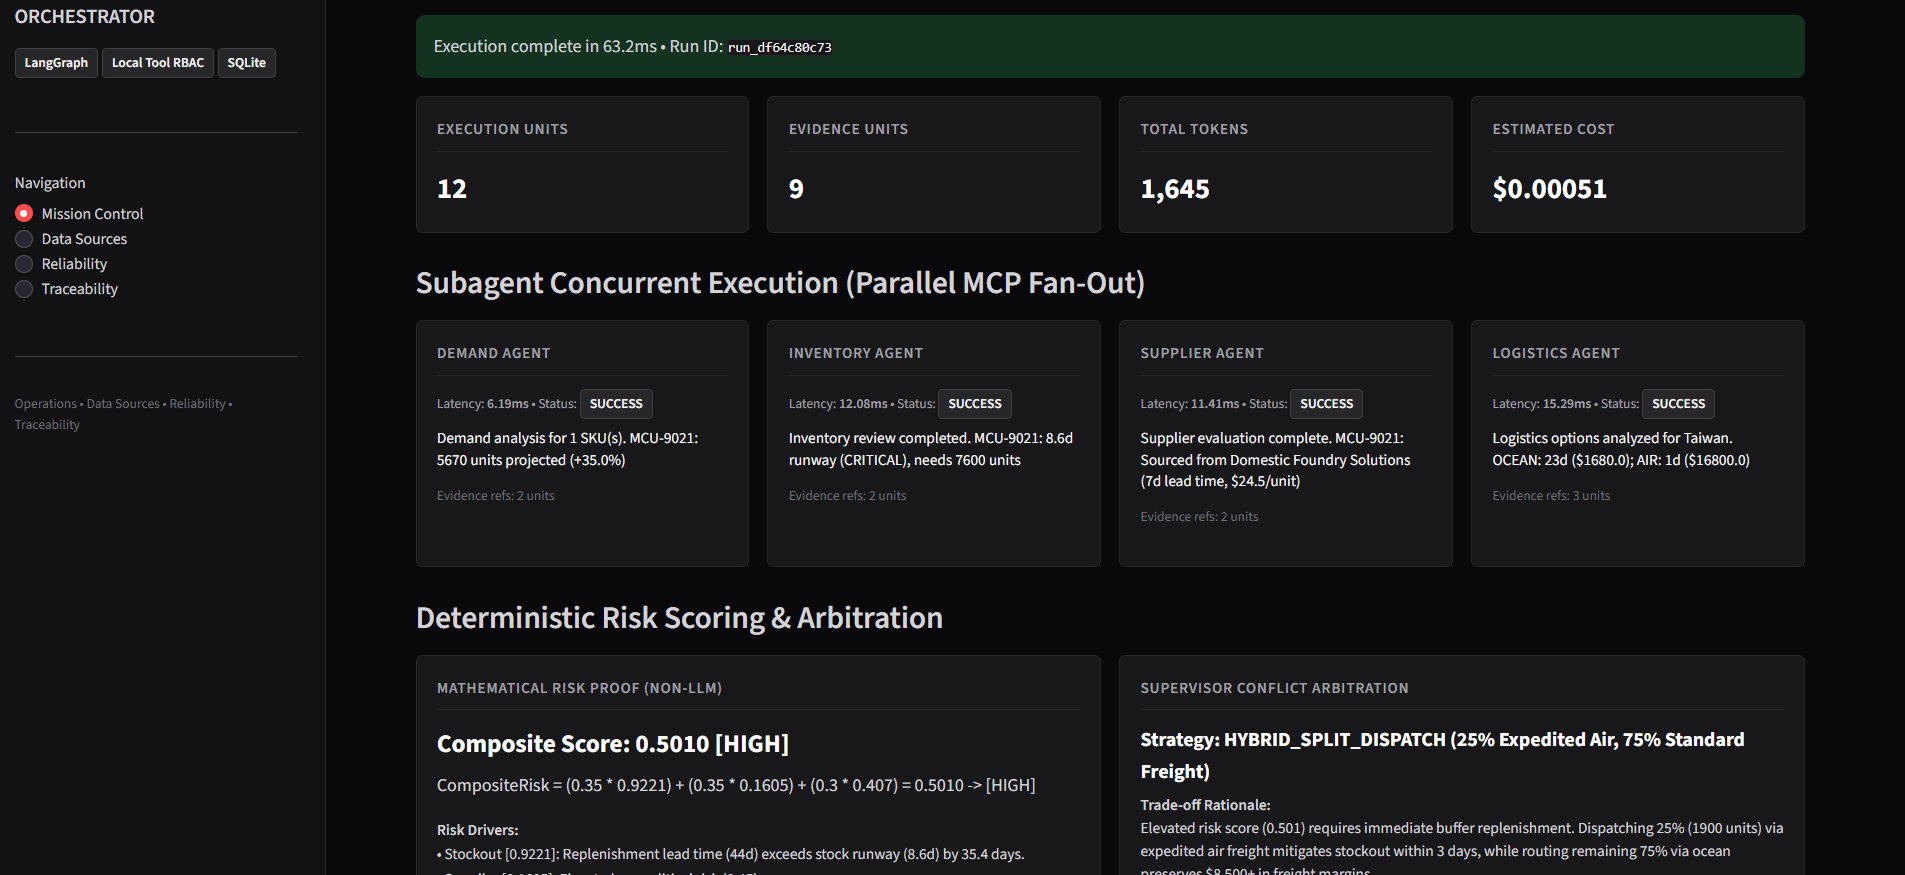 ORCHESTRATOR
LangGraph
Local Tool RBAC
SQLite
Navigation
Mission Control
Data Sources
Reliability
Traceability
Operations • Data Sources • Reliability •
Traceability
Execution complete in 63.2ms • Run ID: run_df64c80c73
EXECUTION UNITS
12
EVIDENCE UNITS
9
TOTAL TOKENS
1,645
ESTIMATED COST
$0.00051
Subagent Concurrent Execution (Parallel MCP Fan-Out)
DEMAND AGENT
Latency: 6.19ms • Status: SUCCESS
Demand analysis for 1 SKU(s). MCU-9021:
5670 units projected (+35.0%)
Evidence refs: 2 units
INVENTORY AGENT
Latency: 12.08ms • Status: SUCCESS
Inventory review completed. MCU-9021: 8.6d
runway (CRITICAL), needs 7600 units
Evidence refs: 2 units
SUPPLIER AGENT
Latency: 11.41ms • Status: SUCCESS
Supplier evaluation complete. MCU-9021:
Sourced from Domestic Foundry Solutions
(7d lead time, $24.5/unit)
Evidence refs: 2 units
LOGISTICS AGENT
Latency: 15.29ms • Status: SUCCESS
Logistics options analyzed for Taiwan.
OCEAN: 23d ($1680.0); AIR: 1d ($16800.0)
Evidence refs: 3 units
Deterministic Risk Scoring & Arbitration
MATHEMATICAL RISK PROOF (NON-LLM)
Composite Score: 0.5010 [HIGH]
CompositeRisk = (0.35 * 0.9221) + (0.35 * 0.1605) + (0.3 * 0.407) = 0.5010 -> [HIGH]
Risk Drivers:
• Stockout [0.9221]: Replenishment lead time (44d) exceeds stock runway (8.6d) by 35.4 days.
SUPERVISOR CONFLICT ARBITRATION
Strategy: HYBRID_SPLIT_DISPATCH (25% Expedited Air, 75% Standard
Freight)
Trade-off Rationale:
Elevated risk score (0.501) requires immediate buffer replenishment. Dispatching 25% (1900 units) via
expedited air freight mitigates stockout within 3 days, while routing remaining 75% via ocean
preserves $8,500+ in freight margins.